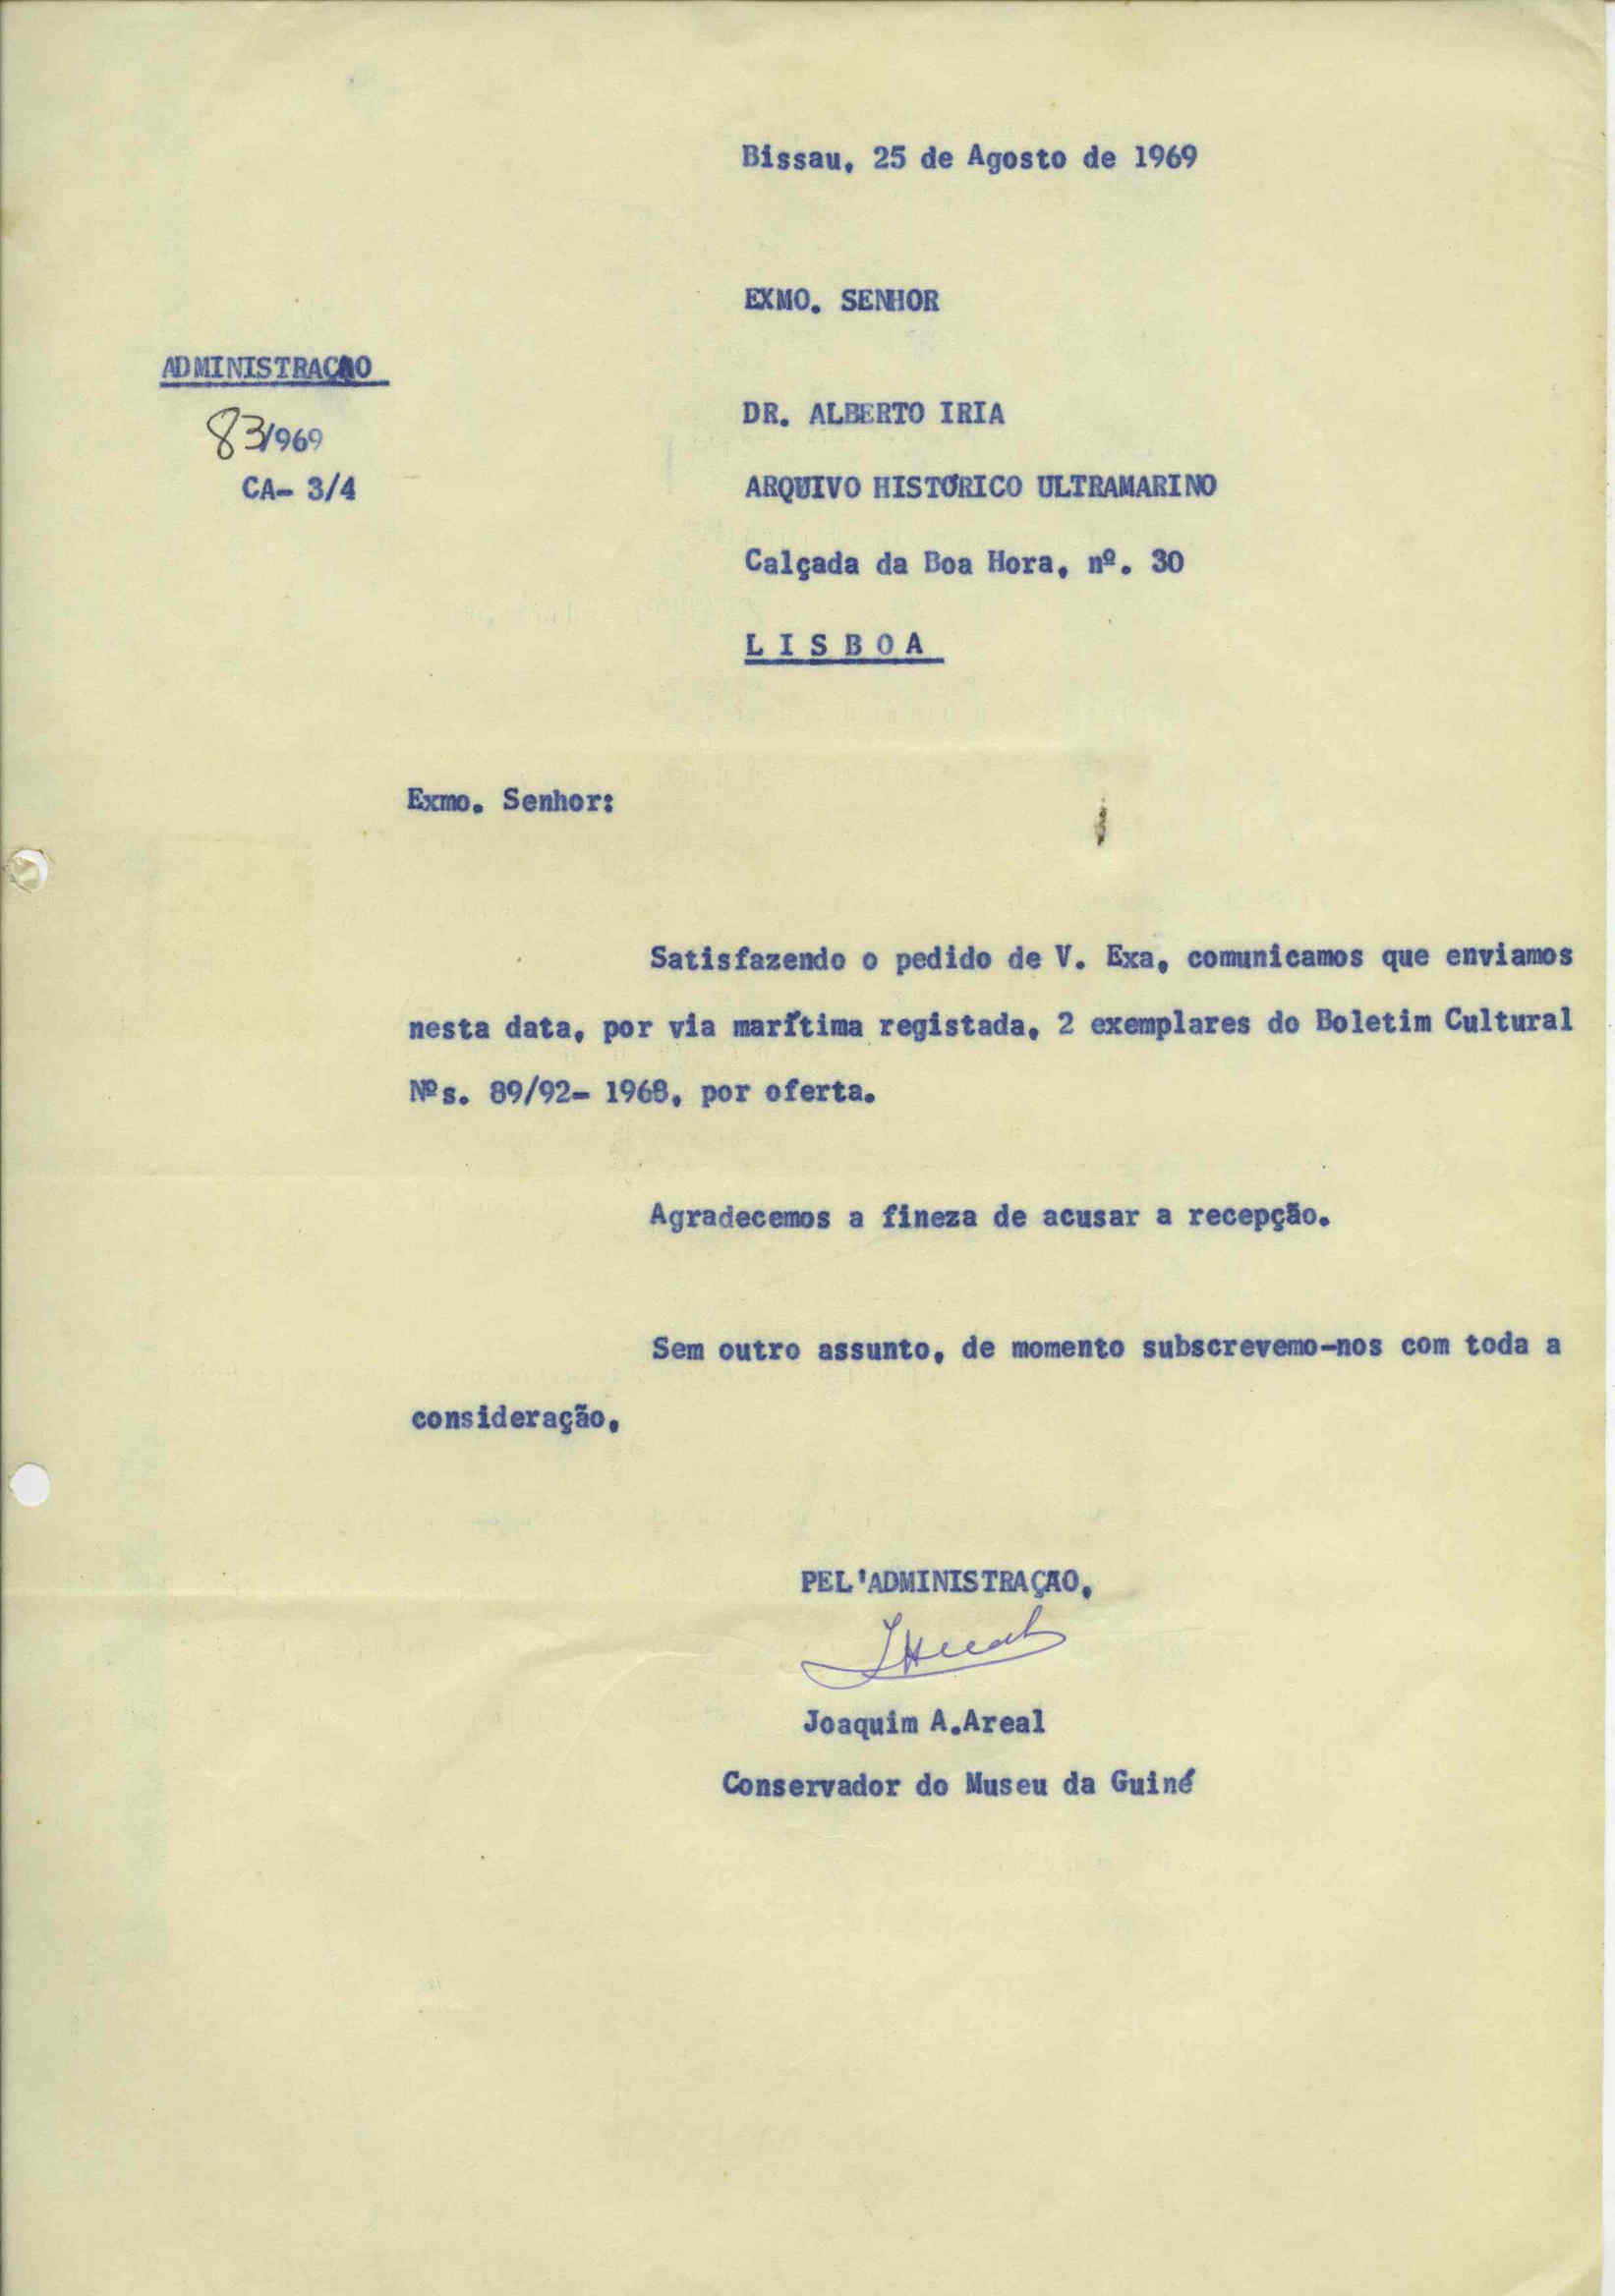 Bissau, 25 de Agosto de 1969
EXMO. SENHOR
ADMINISTRAÇÃO
83/969
CA- 3/4
DR. ALBERTO IRIA
ARQUIVO HISTÓRICO ULTRAMARINO
Calçada da Boa Hora, nº. 30
LISBOA
Exmo. Senhor:
Satisfazendo o pedido de V. Exa, comunicamos que enviamos
nesta data, por via marítima registada, 2 exemplares do Boletim Cultural
Nºs. 89/92- 1968, por oferta.
Agradecemos a fineza de acusar a recepção.
Sem outro assunto, de momento subscrevemo-nos com toda a
consideração,
PEL'ADMINISTRAÇÃO,
Joaquim A.Areal
Conservador do Museu da Guiné